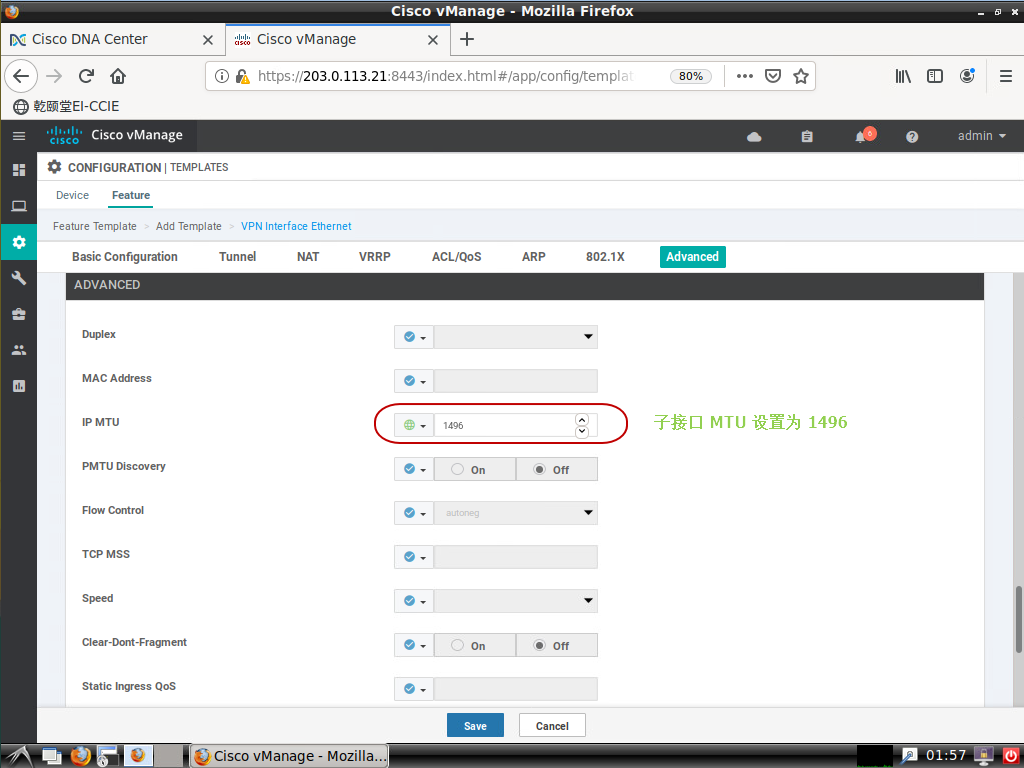 Cisco vManage - Mozilla Firefox
Cisco DNA Center
Cisco vManage
https://203.0.113.21:8443/index.html#/app/config/templat
80%
乾颐堂EI-CCIE
cisco
Cisco vManage
6
admin
CONFIGURATION | TEMPLATES
Device
Feature
Feature Template > Add Template > VPN Interface Ethernet
Basic Configuration
Tunnel
NAT
VRRP
ACL/QoS
ARP
802.1X
Advanced
ADVANCED
Duplex
MAC Address
IP MTU
1496
子接口 MTU 设置为 1496
PMTU Discovery
On
Off
Flow Control
autoneg
TCP MSS
Speed
Clear-Dont-Fragment
On
Off
Static Ingress QoS
Save
Cancel
Cisco vManage - Mozilla...
01:57